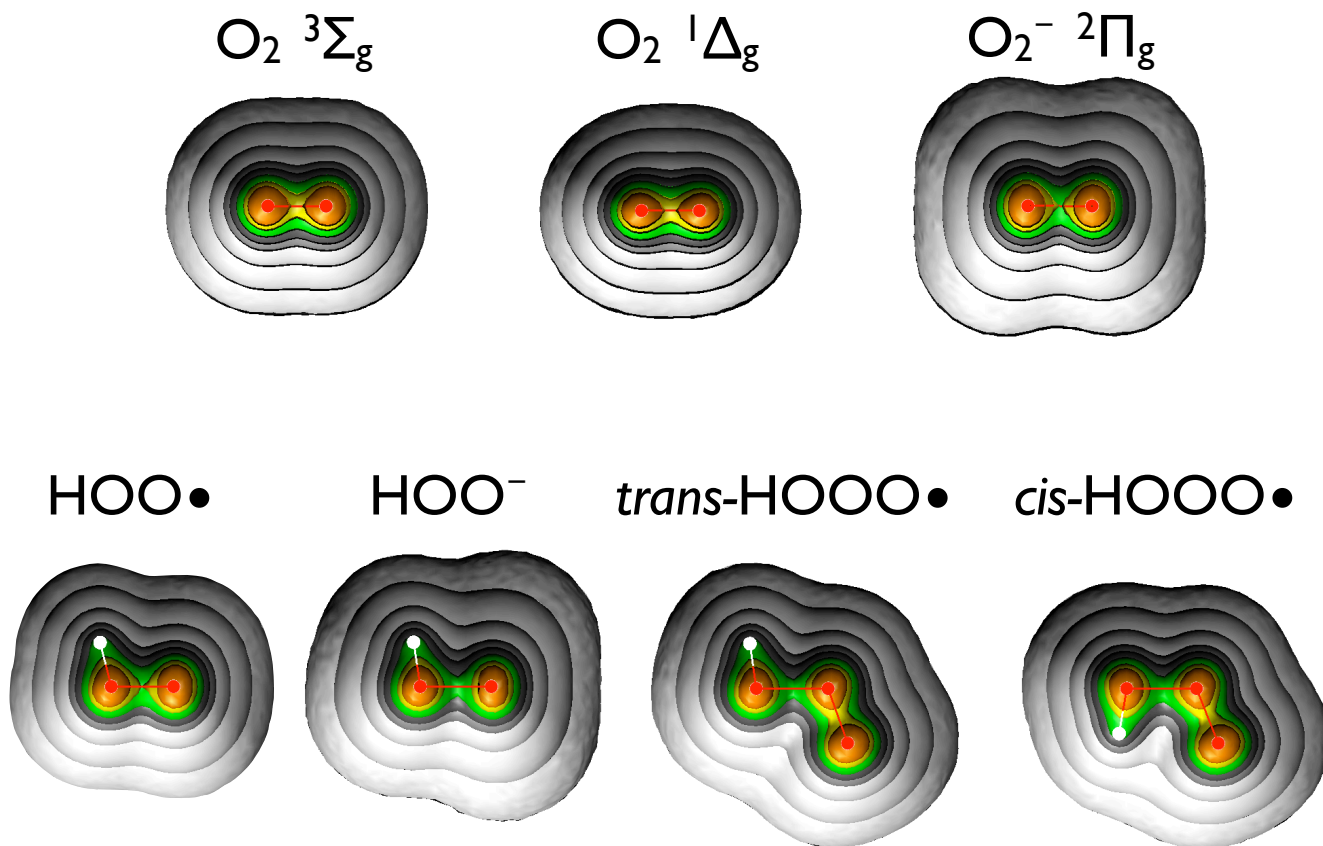 O₂ ³Σg O₂ ¹Δg O₂⁻ ²Πg
HOO• HOO⁻ trans-HOOO• cis-HOOO•